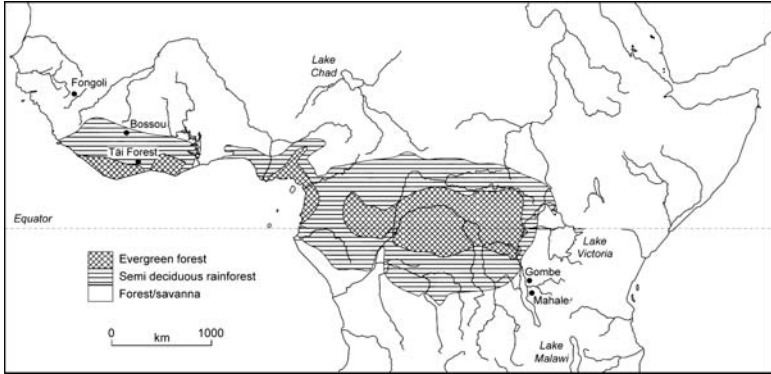 Lake
Chad
Fongoli
Bossou
Tai Forest
Equator
Evergreen forest
Semi deciduous rainforest
Forest/savanna
Lake
Victoria
Gombe
Mahale
0 1000
km
Lake
Malawi